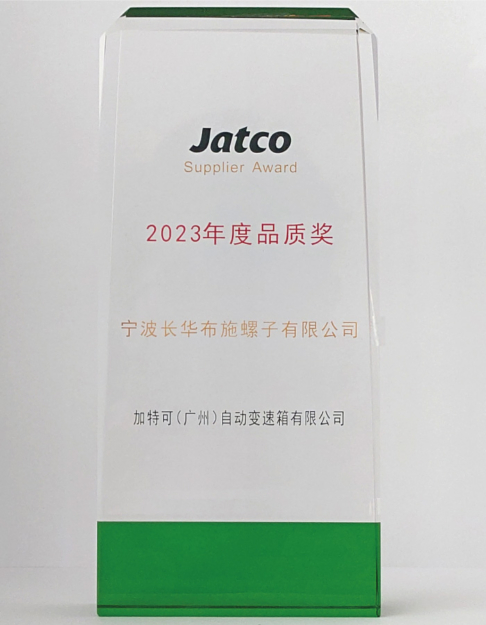 Jatco
Supplier Award
2023年度品质奖
宁波长华布施螺子有限公司
加特可(广州)自动变速箱有限公司